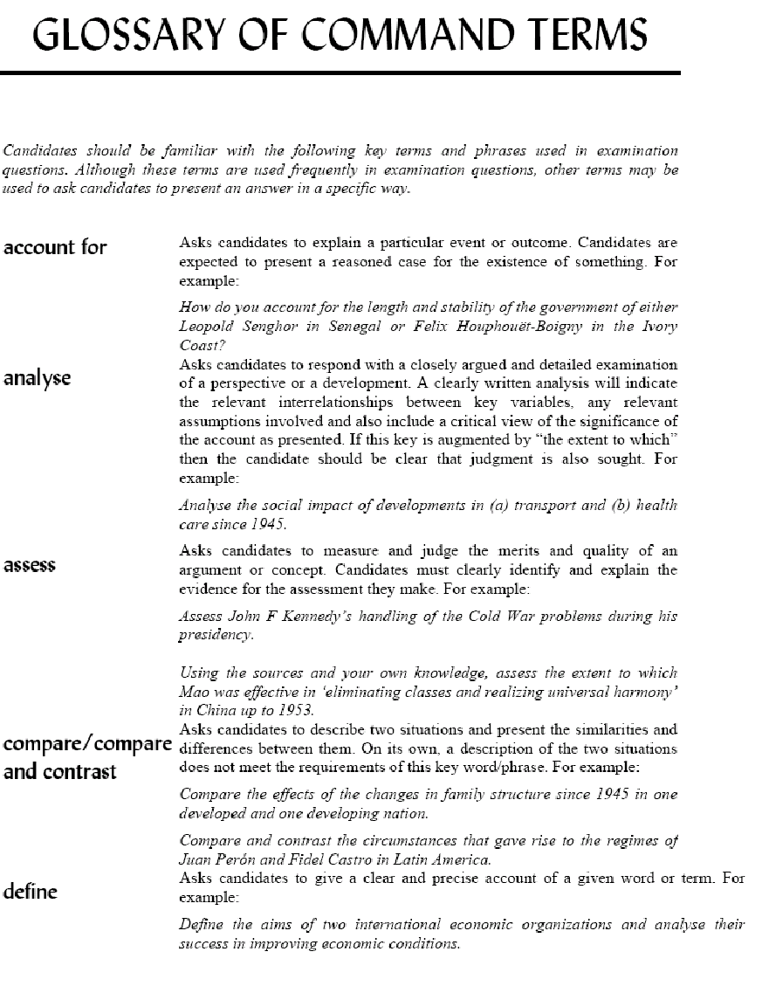 GLOSSARY OF COMMAND TERMS
Candidates should be familiar with the following key terms and phrases used in examination
questions. Although these terms are used frequently in examination questions, other terms may be
used to ask candidates to present an answer in a specific way.
account for
Asks candidates to explain a particular event or outcome. Candidates are
expected to present a reasoned case for the existence of something. For
example:
How do you account for the length and stability of the government of either
Leopold Senghor in Senegal or Felix Houphouët-Boigny in the Ivory
Coast?
analyse
Asks candidates to respond with a closely argued and detailed examination
of a perspective or a development. A clearly written analysis will indicate
the relevant interrelationships between key variables, any relevant
assumptions involved and also include a critical view of the significance of
the account as presented. If this key is augmented by “the extent to which”
then the candidate should be clear that judgment is also sought. For
example:
Analyse the social impact of developments in (a) transport and (b) health
care since 1945.
assess
Asks candidates to measure and judge the merits and quality of an
argument or concept. Candidates must clearly identify and explain the
evidence for the assessment they make. For example:
Assess John F Kennedy’s handling of the Cold War problems during his
presidency.
Using the sources and your own knowledge, assess the extent to which
Mao was effective in ‘eliminating classes and realizing universal harmony’
in China up to 1953.
compare/compare
and contrast
Asks candidates to describe two situations and present the similarities and
differences between them. On its own, a description of the two situations
does not meet the requirements of this key word/phrase. For example:
Compare the effects of the changes in family structure since 1945 in one
developed and one developing nation.
Compare and contrast the circumstances that gave rise to the regimes of
Juan Perón and Fidel Castro in Latin America.
define
Asks candidates to give a clear and precise account of a given word or term. For
example:
Define the aims of two international economic organizations and analyse their
success in improving economic conditions.